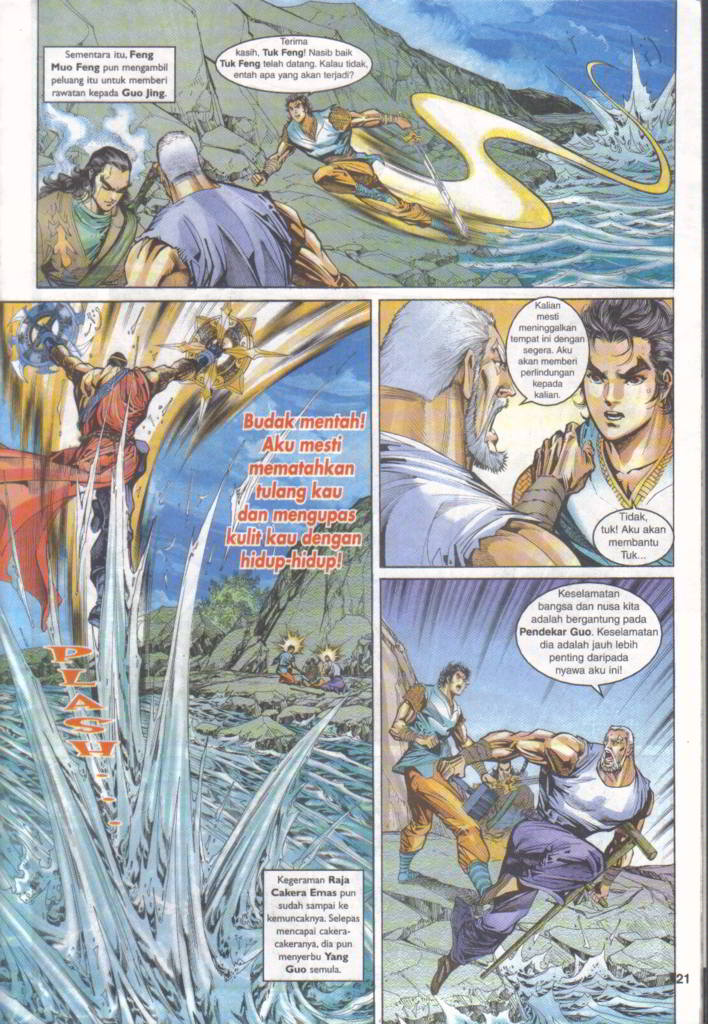 Sementara itu, Feng
Muo Feng pun mengambil
peluang itu untuk memberi
rawatan kepada Guo Jing.
Terima
kasih, Tuk Feng! Nasib baik
Tuk Feng telah datang. Kalau tidak,
entah apa yang akan terjadi?
Budak mentah!
Aku mesti
mematahkan
tulang kau
dan mengupas
kulit kau dengan
hidup-hidup!
PLASH...
Kegeraman Raja
Cakera Emas pun
sudah sampai ke
kemuncaknya. Selepas
mencapai cakera-
cakeranya, dia pun
menyerbu Yang
Guo semula.
Kalian
mesti
meninggalkan
tempat ini dengan
segera. Aku
akan memberi
perlindungan
kepada
kalian.
Tidak,
tuk! Aku akan
membantu
Tuk...
Keselamatan
bangsa dan nusa kita
adalah bergantung pada
Pendekar Guo. Keselamatan
dia adalah jauh lebih
penting daripada
nyawa aku ini!
21